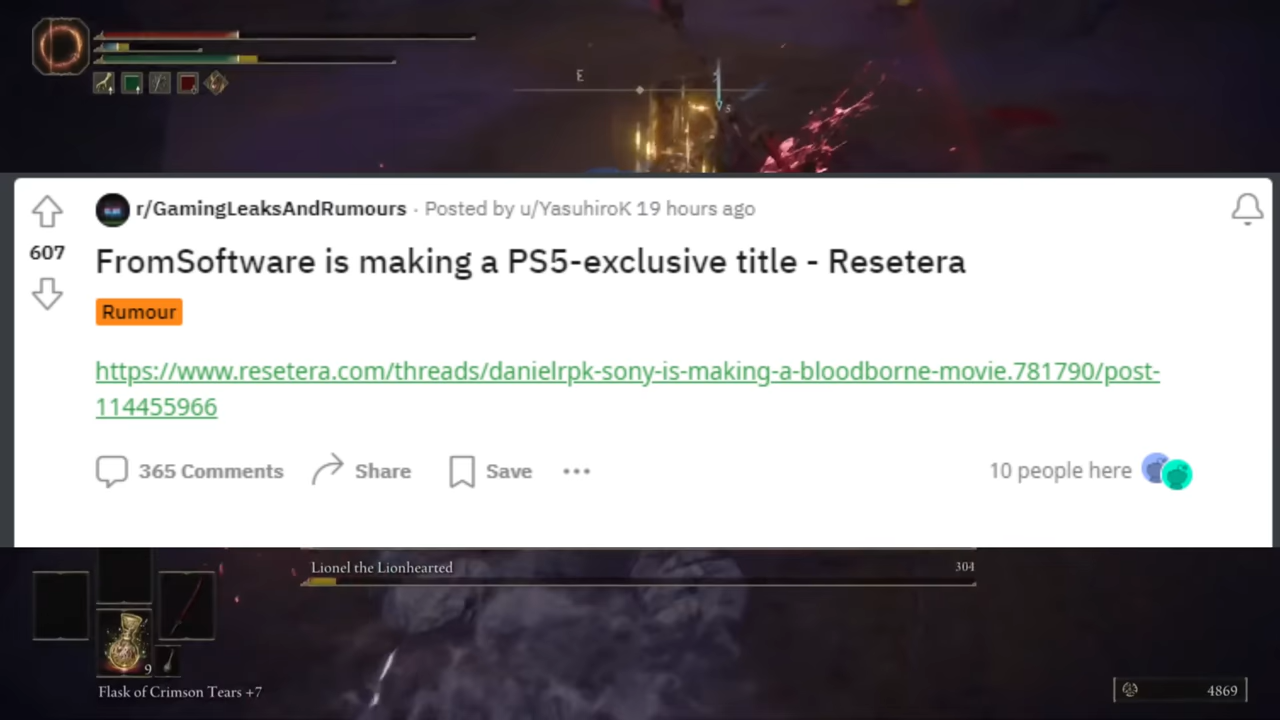 E
5
r/GamingLeaksAndRumours · Posted by u/YasuhiroK 19 hours ago
607
FromSoftware is making a PS5-exclusive title - Resetera
Rumour
https://www.resetera.com/threads/danielrpk-sony-is-making-a-bloodborne-movie.781790/post-
114455966
365 Comments Share Save ••• 10 people here
Lionel the Lionhearted 304
9
Flask of Crimson Tears +7
4869